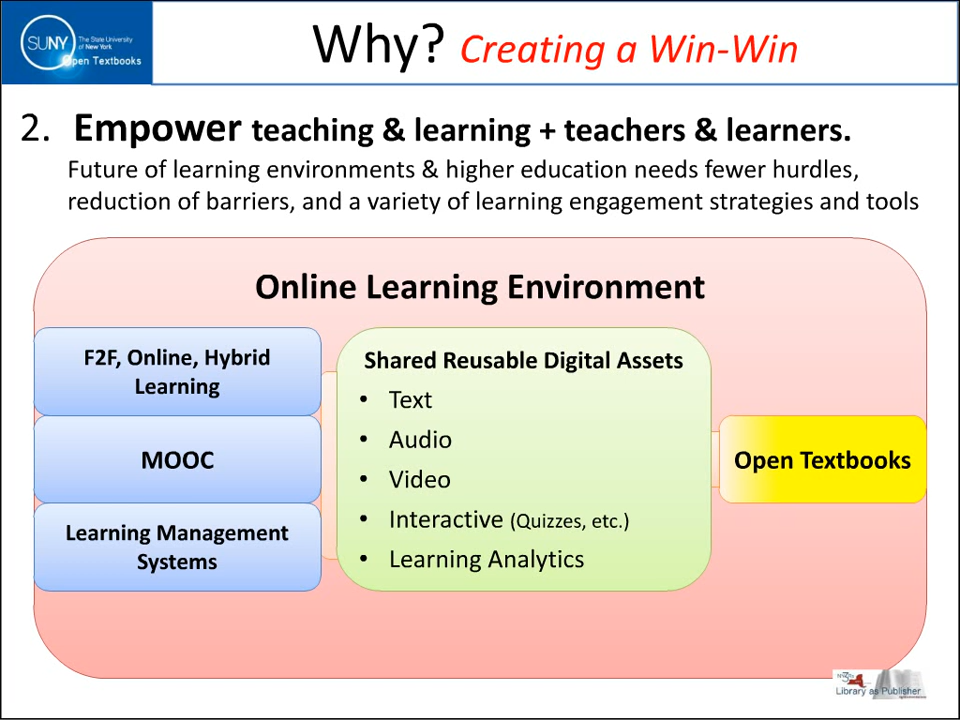 SUNY
The State University
of New York
Open Textbooks
Why? Creating a Win-Win
2. Empower teaching & learning + teachers & learners.
Future of learning environments & higher education needs fewer hurdles,
reduction of barriers, and a variety of learning engagement strategies and tools
Online Learning Environment
F2F, Online, Hybrid
Learning
MOOC
Learning Management
Systems
Shared Reusable Digital Assets
• Text
• Audio
• Video
• Interactive (Quizzes, etc.)
• Learning Analytics
Open Textbooks
Library as Publisher